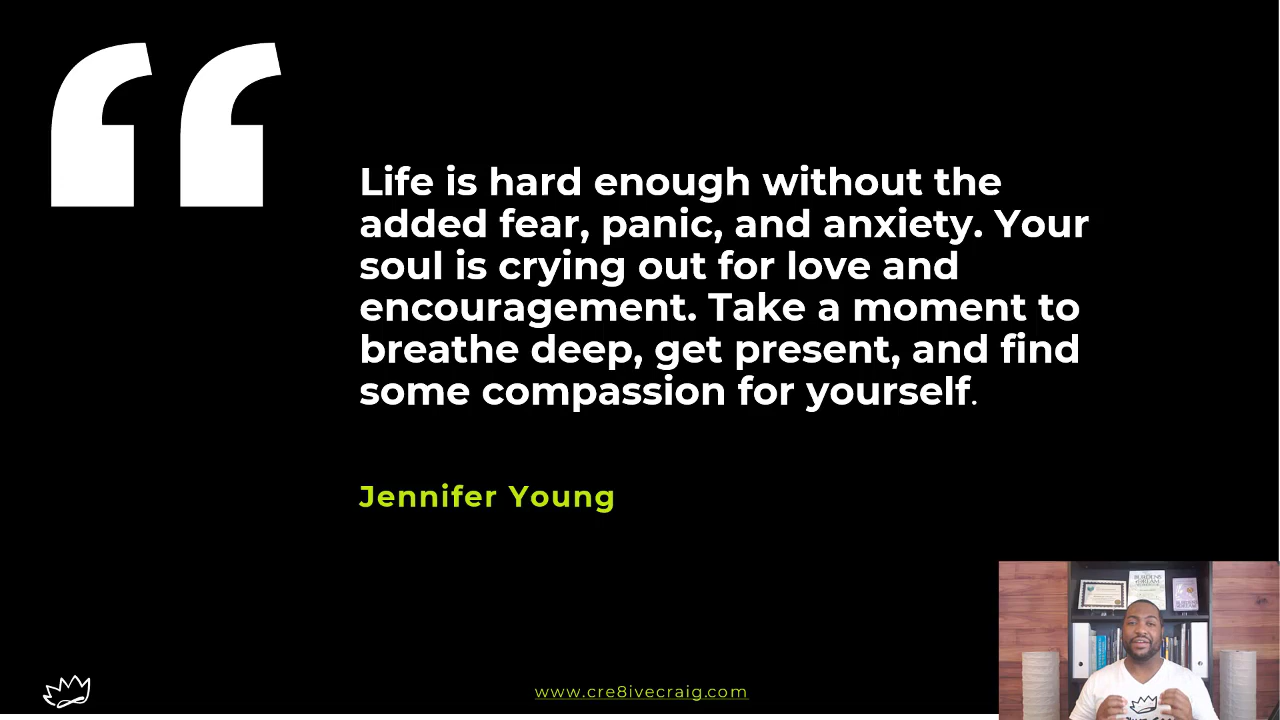 “
Life is hard enough without the
added fear, panic, and anxiety. Your
soul is crying out for love and
encouragement. Take a moment to
breathe deep, get present, and find
some compassion for yourself.
Jennifer Young
www.cre8ivecraig.com